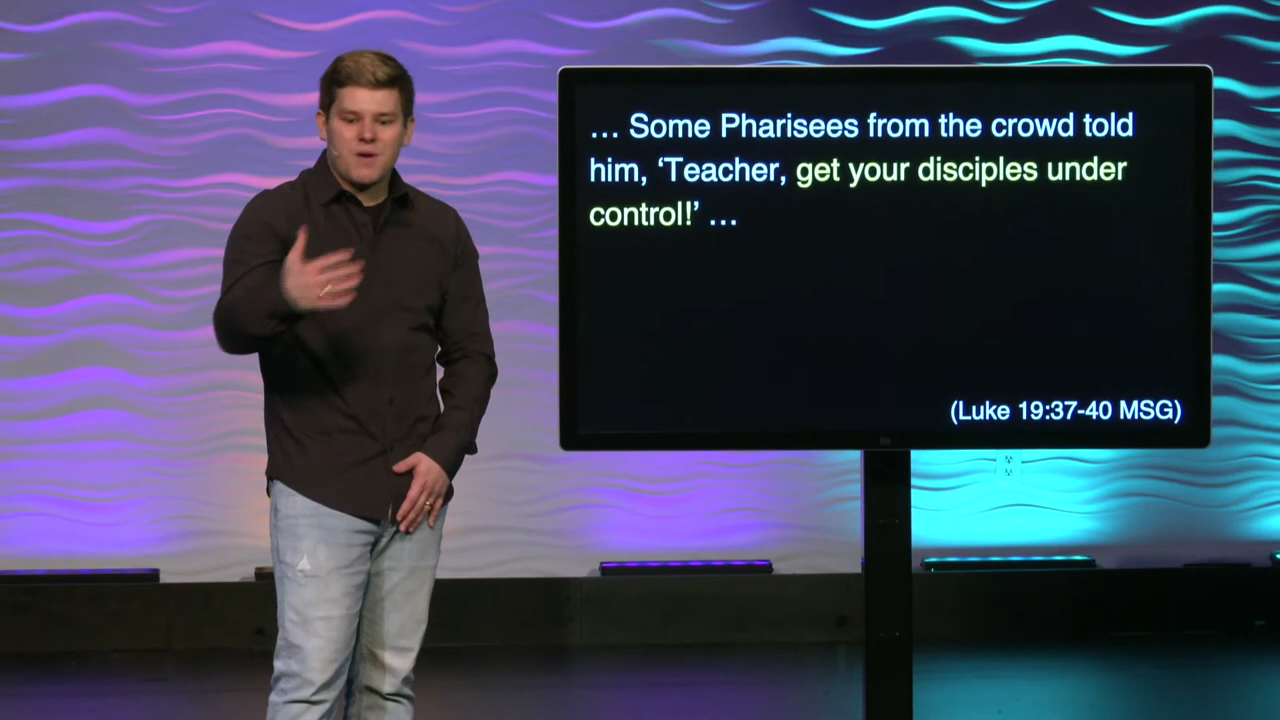 … Some Pharisees from the crowd told
him, ‘Teacher, get your disciples under
control!’ …
(Luke 19:37-40 MSG)